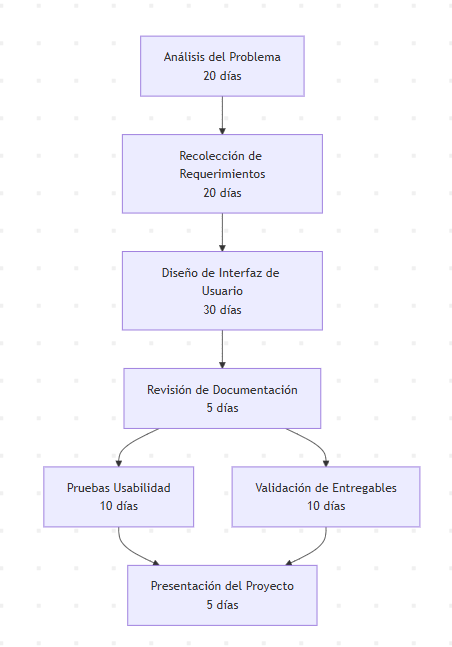 Análisis del Problema
20 días
Recolección de
Requerimientos
20 días
Diseño de Interfaz de
Usuario
30 días
Revisión de Documentación
5 días
Pruebas Usabilidad
10 días
Validación de Entregables
10 días
Presentación del Proyecto
5 días